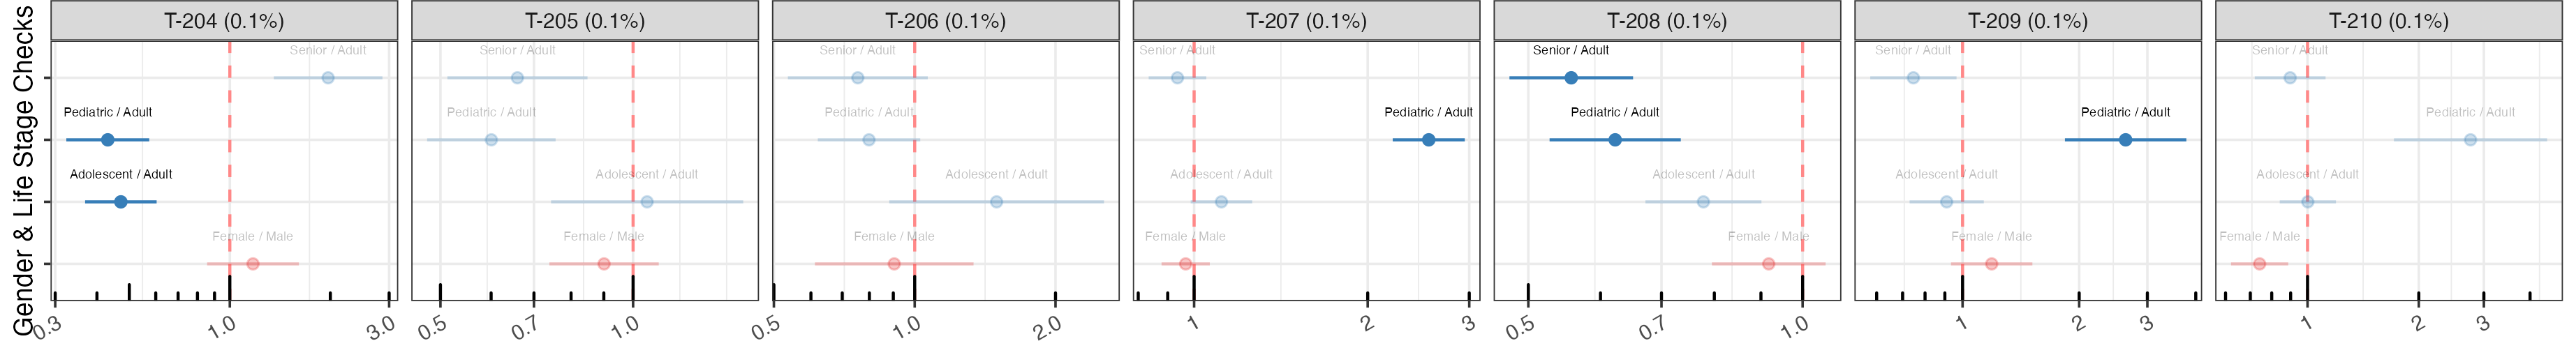 Gender & Life Stage Checks
T-204 (0.1%)
Senior / Adult
Pediatric / Adult
Adolescent / Adult
Female / Male
0.3 1.0 3.0
T-205 (0.1%)
Senior / Adult
Pediatric / Adult
Adolescent / Adult
Female / Male
0.5 0.7 1.0
T-206 (0.1%)
Senior / Adult
Pediatric / Adult
Adolescent / Adult
Female / Male
0.5 1.0 2.0
T-207 (0.1%)
Senior / Adult
Pediatric / Adult
Adolescent / Adult
Female / Male
1 2 3
T-208 (0.1%)
Senior / Adult
Pediatric / Adult
Adolescent / Adult
Female / Male
0.5 0.7 1.0
T-209 (0.1%)
Senior / Adult
Pediatric / Adult
Adolescent / Adult
Female / Male
1 2 3
T-210 (0.1%)
Senior / Adult
Pediatric / Adult
Adolescent / Adult
Female / Male
1 2 3